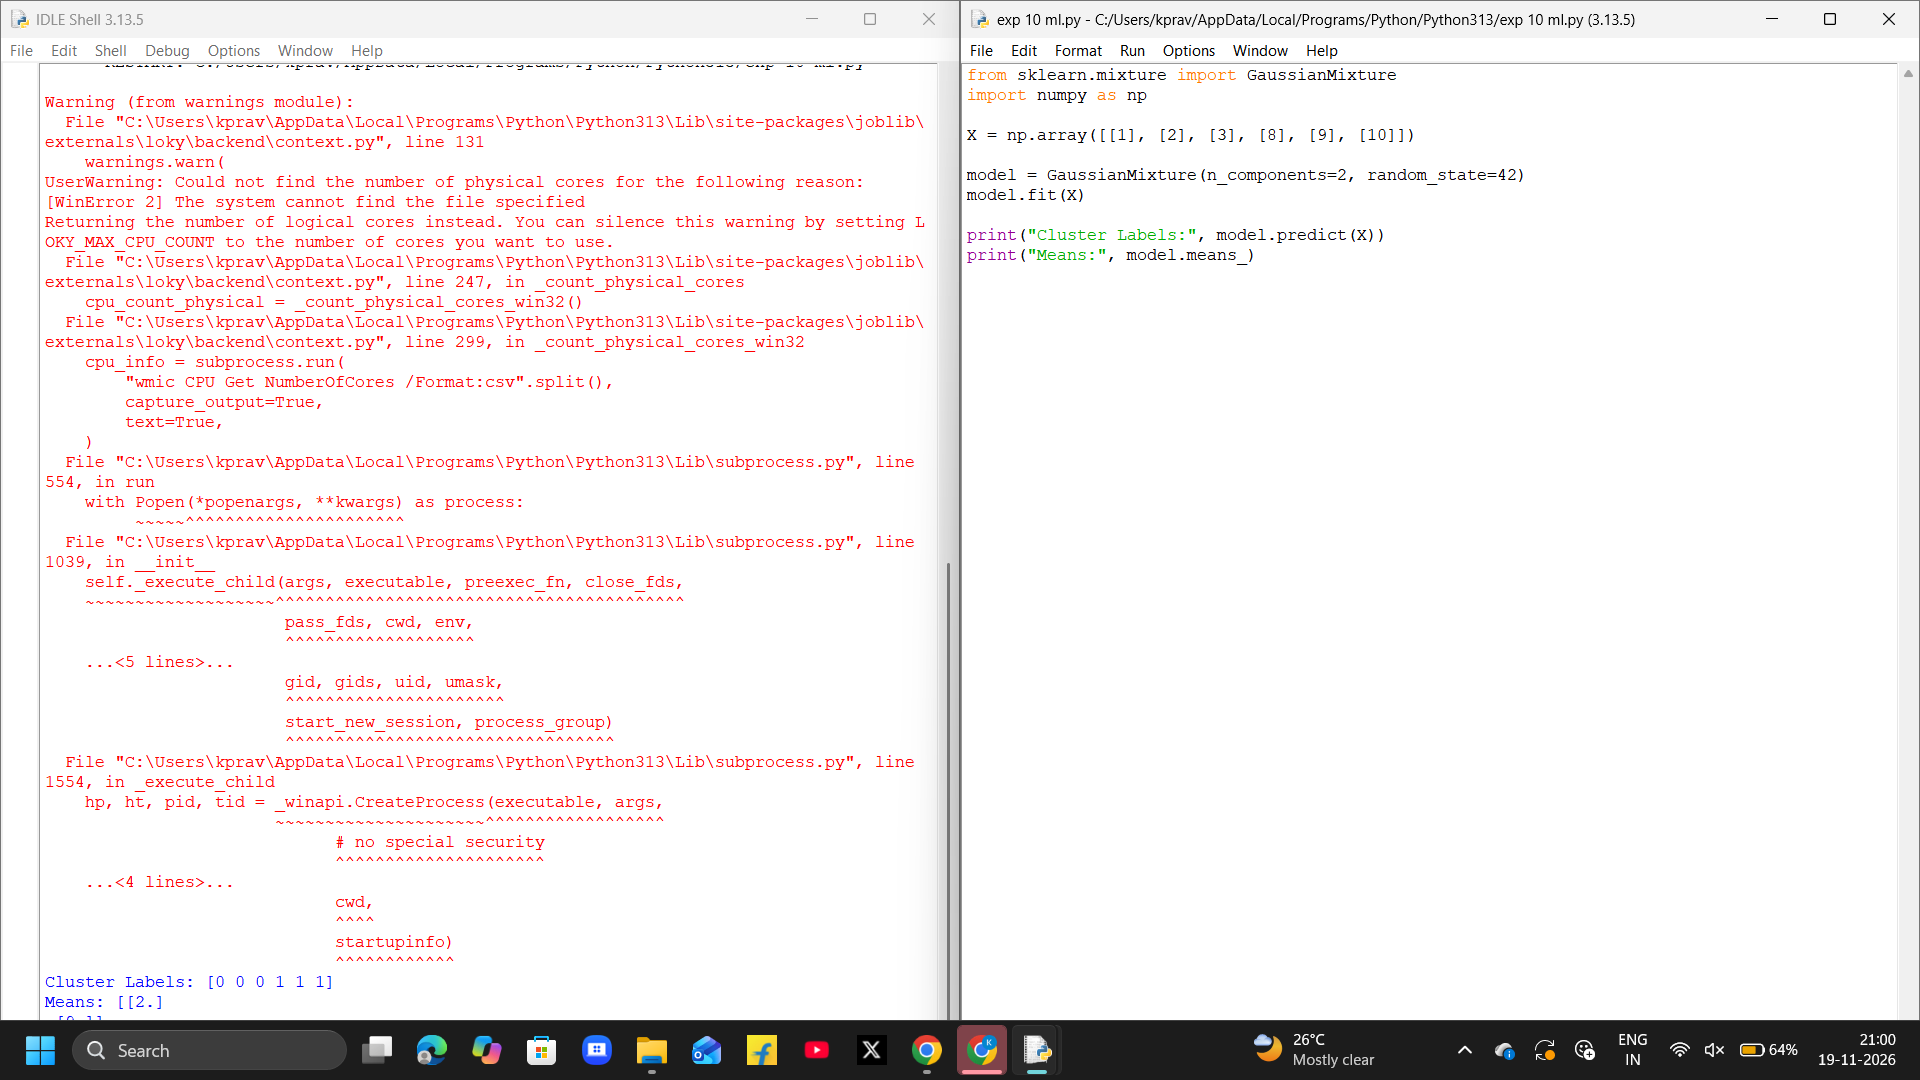 IDLE Shell 3.13.5
File Edit Shell Debug Options Window Help
Warning (from warnings module):
  File "C:\Users\kprav\AppData\Local\Programs\Python\Python313\Lib\site-packages\joblib\
externals\loky\backend\context.py", line 131
    warnings.warn(
UserWarning: Could not find the number of physical cores for the following reason:
[WinError 2] The system cannot find the file specified
Returning the number of logical cores instead. You can silence this warning by setting L
OKY_MAX_CPU_COUNT to the number of cores you want to use.
  File "C:\Users\kprav\AppData\Local\Programs\Python\Python313\Lib\site-packages\joblib\
externals\loky\backend\context.py", line 247, in _count_physical_cores
    cpu_count_physical = _count_physical_cores_win32()
  File "C:\Users\kprav\AppData\Local\Programs\Python\Python313\Lib\site-packages\joblib\
externals\loky\backend\context.py", line 299, in _count_physical_cores_win32
    cpu_info = subprocess.run(
        "wmic CPU Get NumberOfCores /Format:csv".split(),
        capture_output=True,
        text=True,
    )
  File "C:\Users\kprav\AppData\Local\Programs\Python\Python313\Lib\subprocess.py", line
554, in run
    with Popen(*popenargs, **kwargs) as process:
         ~~~~~^^^^^^^^^^^^^^^^^^^^^^
  File "C:\Users\kprav\AppData\Local\Programs\Python\Python313\Lib\subprocess.py", line
1039, in __init__
    self._execute_child(args, executable, preexec_fn, close_fds,
    ~~~~~~~~~~~~~~~~~~~^^^^^^^^^^^^^^^^^^^^^^^^^^^^^^^^^^^^^^^^^
                        pass_fds, cwd, env,
                        ^^^^^^^^^^^^^^^^^^^
    ...<5 lines>...
                        gid, gids, uid, umask,
                        ^^^^^^^^^^^^^^^^^^^^^^
                        start_new_session, process_group)
                        ^^^^^^^^^^^^^^^^^^^^^^^^^^^^^^^^^
  File "C:\Users\kprav\AppData\Local\Programs\Python\Python313\Lib\subprocess.py", line
1554, in _execute_child
    hp, ht, pid, tid = _winapi.CreateProcess(executable, args,
                       ~~~~~~~~~~~~~~~~~~~~~^^^^^^^^^^^^^^^^^^
                             # no special security
                             ^^^^^^^^^^^^^^^^^^^^^
    ...<4 lines>...
                             cwd,
                             ^^^^
                             startupinfo)
                             ^^^^^^^^^^^^
Cluster Labels: [0 0 0 1 1 1]
Means: [[2.]
exp 10 ml.py - C:/Users/kprav/AppData/Local/Programs/Python/Python313/exp 10 ml.py (3.13.5)
File Edit Format Run Options Window Help
from sklearn.mixture import GaussianMixture
import numpy as np
X = np.array([[1], [2], [3], [8], [9], [10]])
model = GaussianMixture(n_components=2, random_state=42)
model.fit(X)
print("Cluster Labels:", model.predict(X))
print("Means:", model.means_)
Search
26°C
Mostly clear
ENG
IN
64%
21:00
19-11-2026